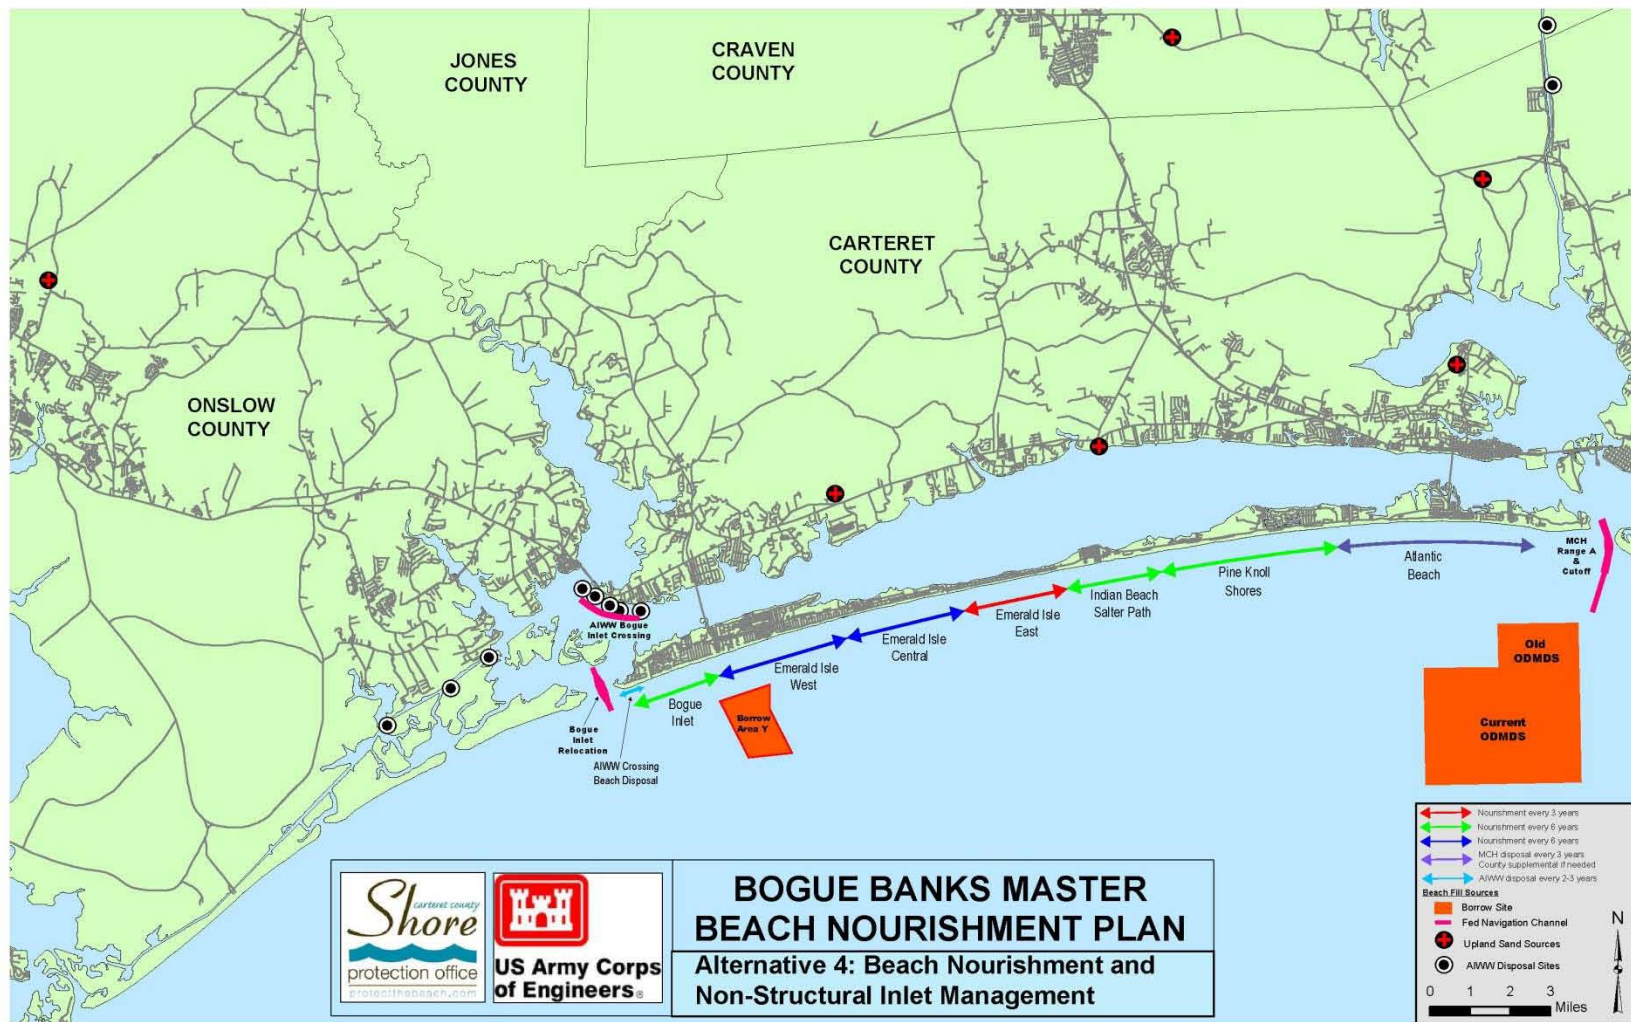 JONES
COUNTY
CRAVEN
COUNTY
CARTERET
COUNTY
ONSLOW
COUNTY
AIWW Bogue
Inlet Crossing
Bogue
Inlet
Relocation
AIWW Crossing
Beach Disposal
Bogue
Inlet
Emerald Isle
West
Emerald Isle
Central
Emerald Isle
East
Indian Beach
Salter Path
Pine Knoll
Shores
Atlantic
Beach
MCH
Range A
&
Cutoff
Borrow
Area Y
Old
ODMDS
Current
ODMDS
Nourishment every 3 years
Nourishment every 6 years
Nourishment every 6 years
MCH disposal every 3 years
County supplemental if needed
AIWW disposal every 2-3 years
Beach Fill Sources
Borrow Site
Fed Navigation Channel
Upland Sand Sources
AIWW Disposal Sites
N
0 1 2 3
Miles
carteret county
Shore
protection office
protectthebeach.com
US Army Corps
of Engineers®
BOGUE BANKS MASTER
BEACH NOURISHMENT PLAN
Alternative 4: Beach Nourishment and
Non-Structural Inlet Management